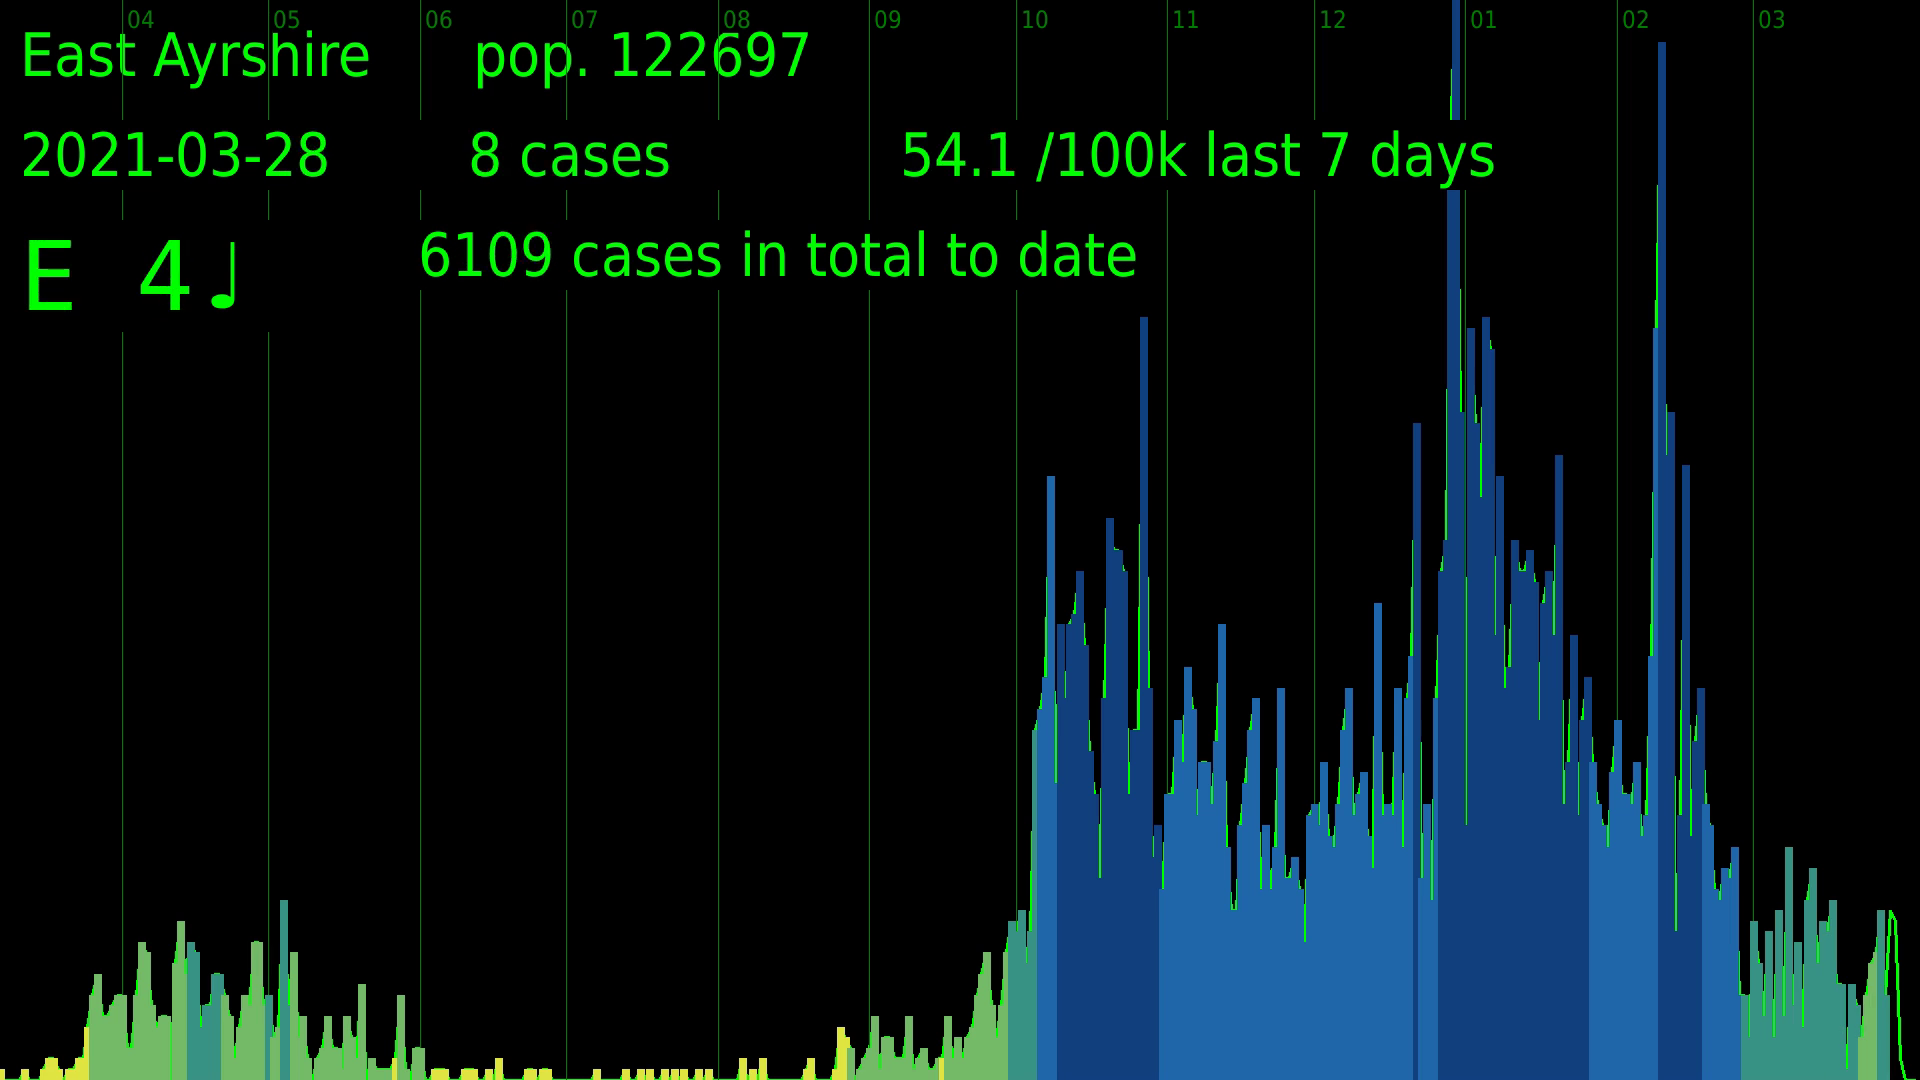 04 05 06 07 08 09 10 11 12 01 02 03
East Ayrshire pop. 122697
2021-03-28 8 cases 54.1 /100k last 7 days
E 4♩ 6109 cases in total to date